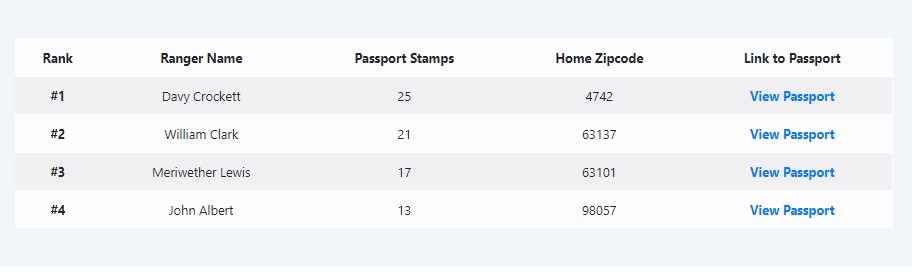 Rank Ranger Name Passport Stamps Home Zipcode Link to Passport
#1 Davy Crockett 25 4742 View Passport
#2 William Clark 21 63137 View Passport
#3 Meriwether Lewis 17 63101 View Passport
#4 John Albert 13 98057 View Passport